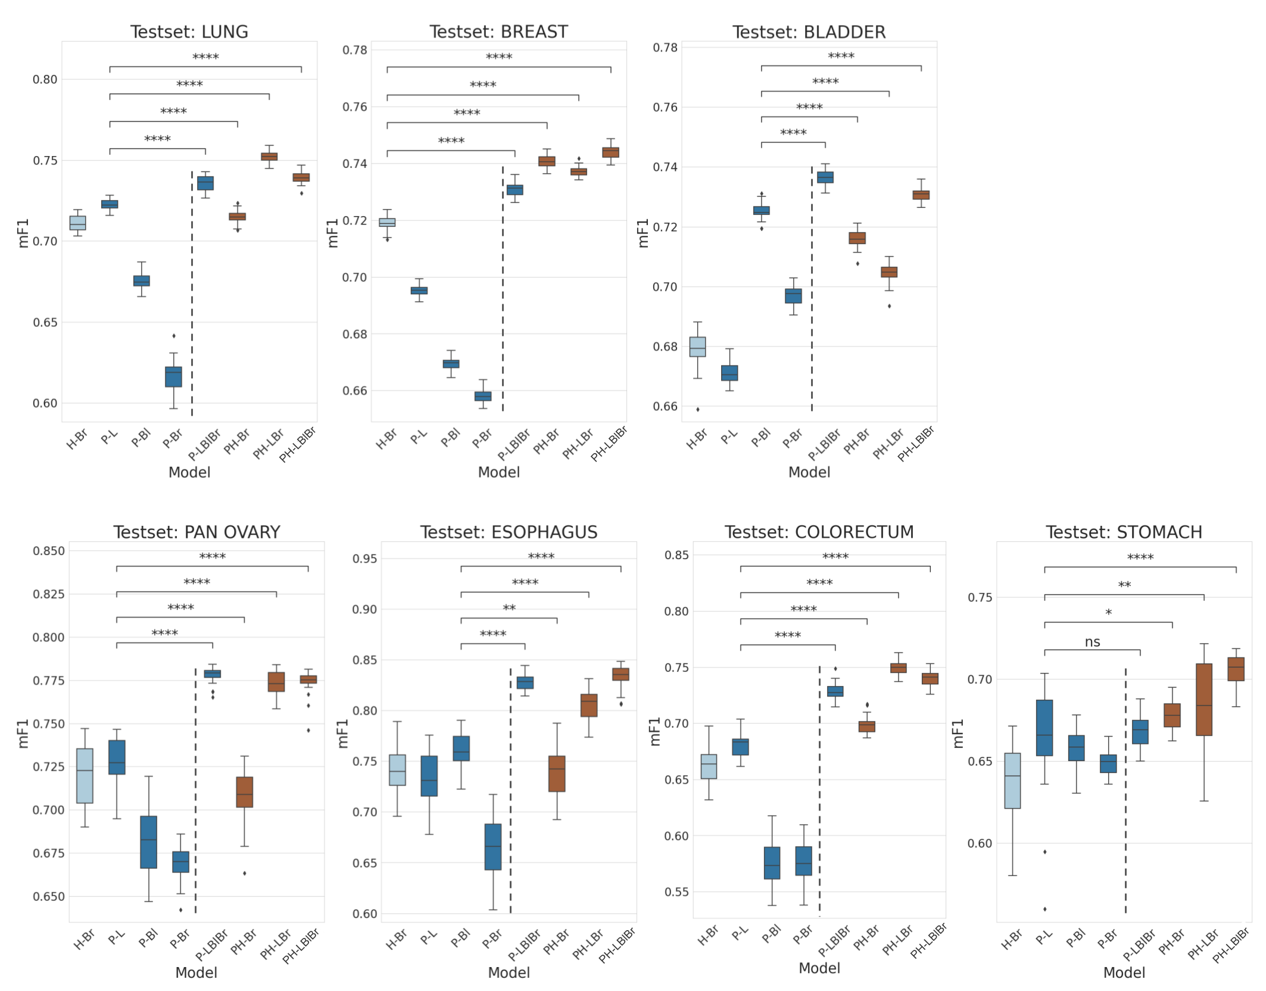 Testset: LUNG
****
****
****
****
0.80
0.75
0.70
0.65
0.60
mF1
H-Br
P-L
P-Bl
P-Br
P-LBlBr
PH-Br
PH-LBr
PH-LBlBr
Model
Testset: BREAST
****
****
****
****
0.78
0.76
0.74
0.72
0.70
0.68
0.66
mF1
H-Br
P-L
P-Bl
P-Br
P-LBlBr
PH-Br
PH-LBr
PH-LBlBr
Model
Testset: BLADDER
****
****
****
****
0.78
0.76
0.74
0.72
0.70
0.68
0.66
mF1
H-Br
P-L
P-Bl
P-Br
P-LBlBr
PH-Br
PH-LBr
PH-LBlBr
Model
Testset: PAN OVARY
****
****
****
****
0.850
0.825
0.800
0.775
0.750
0.725
0.700
0.675
0.650
mF1
H-Br
P-L
P-Bl
P-Br
P-LBlBr
PH-Br
PH-LBr
PH-LBlBr
Model
Testset: ESOPHAGUS
****
****
**
****
0.95
0.90
0.85
0.80
0.75
0.70
0.65
0.60
mF1
H-Br
P-L
P-Bl
P-Br
P-LBlBr
PH-Br
PH-LBr
PH-LBlBr
Model
Testset: COLORECTUM
****
****
****
****
0.85
0.80
0.75
0.70
0.65
0.60
0.55
mF1
H-Br
P-L
P-Bl
P-Br
P-LBlBr
PH-Br
PH-LBr
PH-LBlBr
Model
Testset: STOMACH
****
**
*
ns
0.75
0.70
0.65
0.60
mF1
H-Br
P-L
P-Bl
P-Br
P-LBlBr
PH-Br
PH-LBr
PH-LBlBr
Model